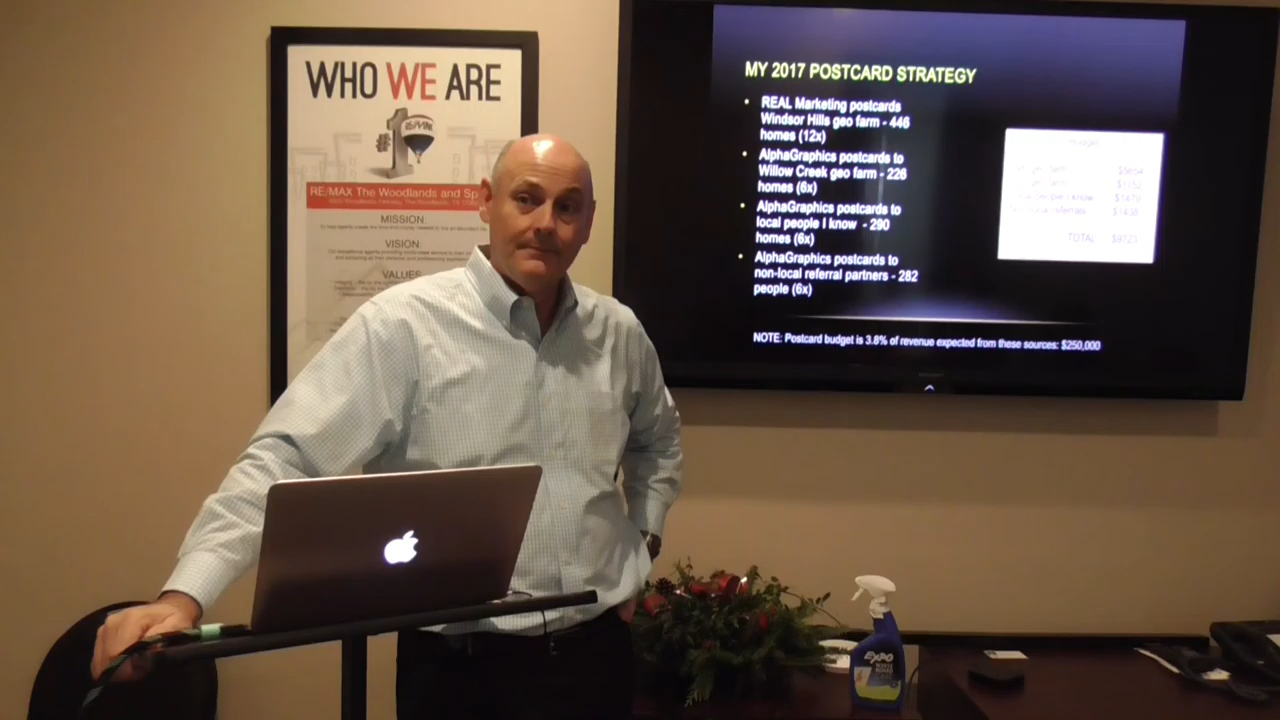 WHO WE ARE
RE/MAX
RE/MAX The Woodlands and Sp
MISSION:
VISION:
VALUES
MY 2017 POSTCARD STRATEGY
• REAL Marketing postcards
Windsor Hills geo farm - 446
homes (12x)
• AlphaGraphics postcards to
Willow Creek geo farm - 226
homes (6x)
• AlphaGraphics postcards to
local people I know - 290
homes (6x)
• AlphaGraphics postcards to
non-local referral partners - 282
people (6x)
TOTAL $9723
NOTE: Postcard budget is 3.8% of revenue expected from these sources: $250,000
EXPO